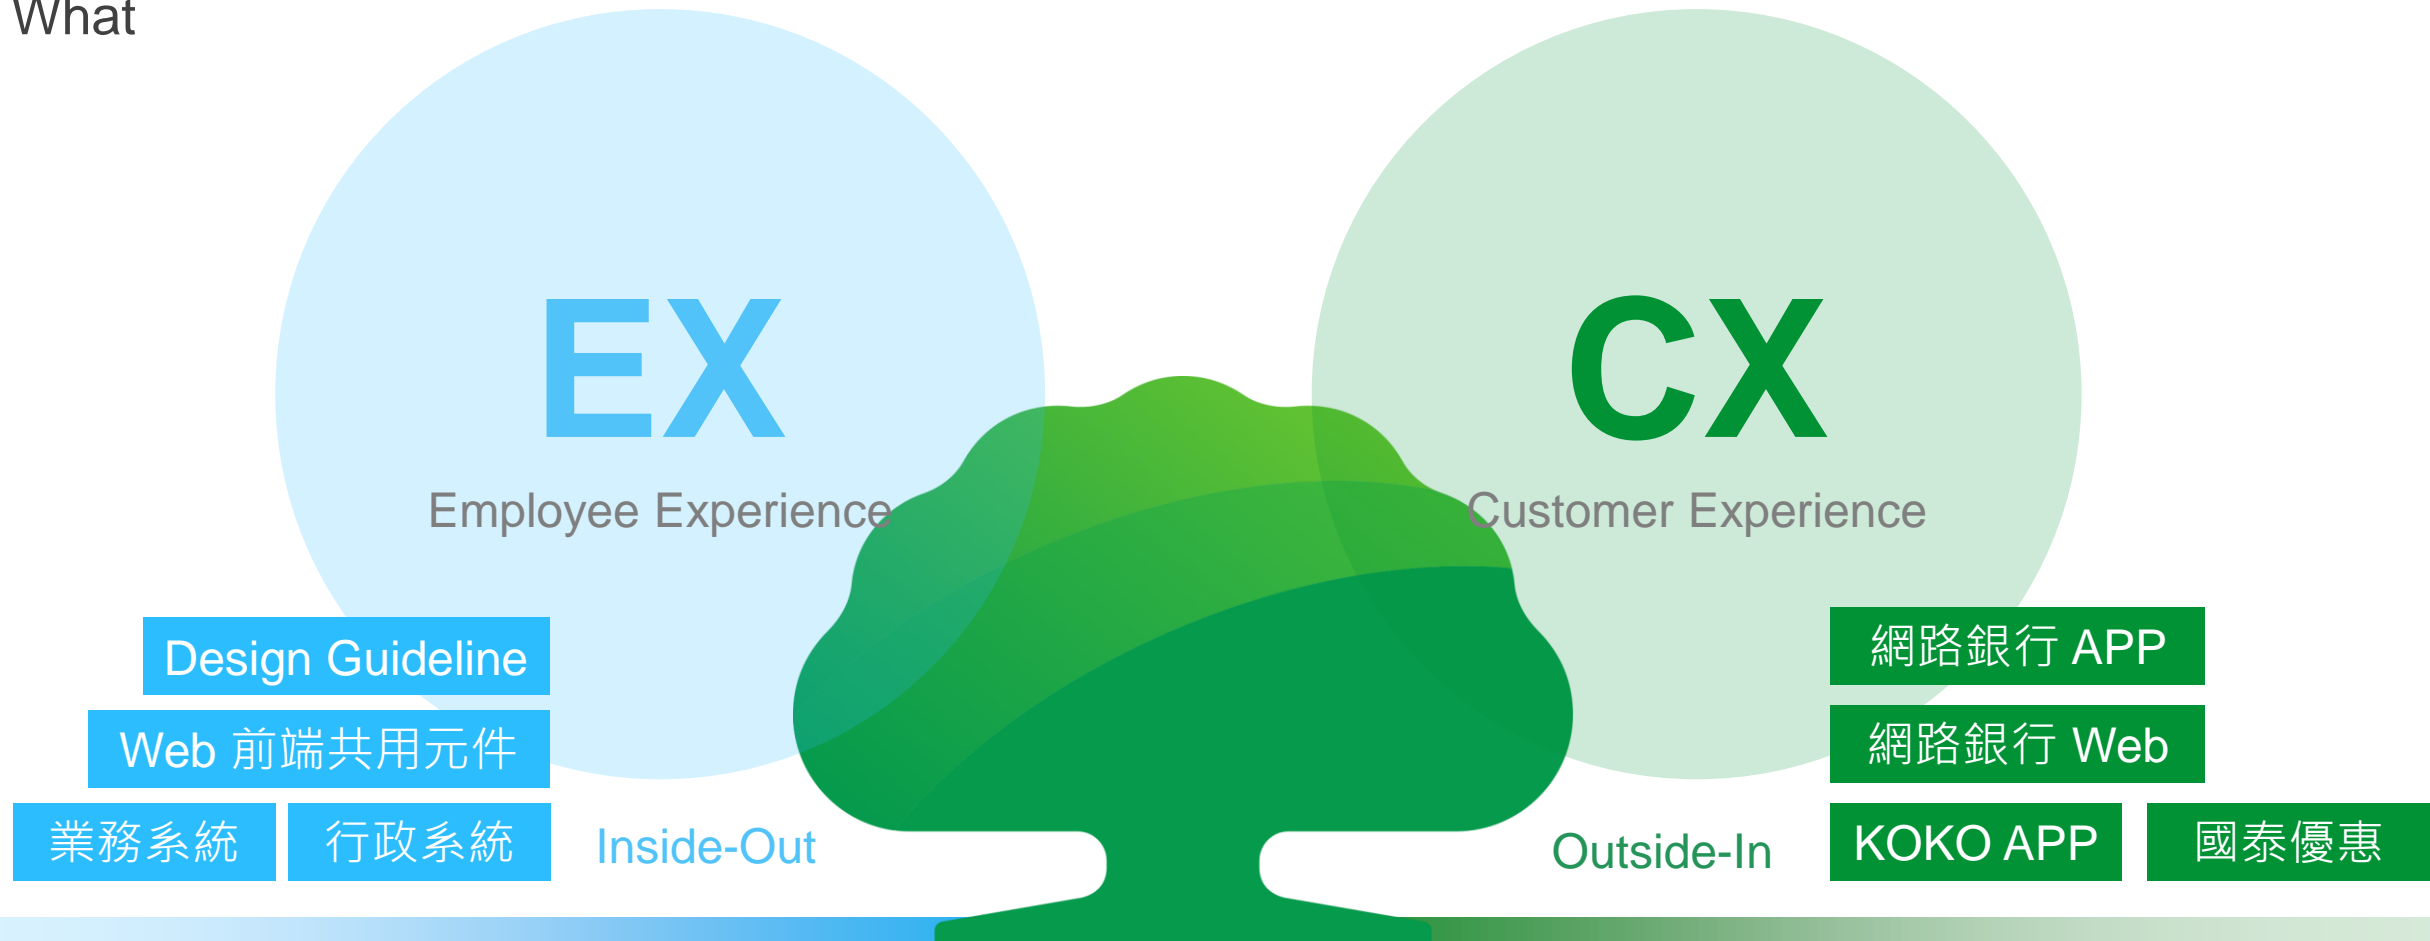 What
EX
Employee Experience
Design Guideline
Web 前端共用元件
業務系統
行政系統
Inside-Out
CX
Customer Experience
網路銀行 APP
網路銀行 Web
Outside-In
KOKO APP
國泰優惠